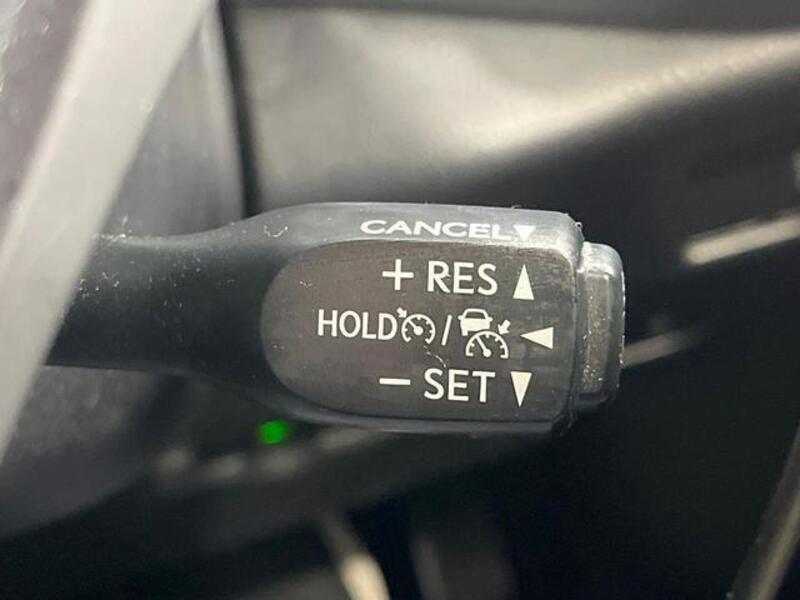 CANCEL▼
+ RES ▲
HOLD / ◀
− SET ▼